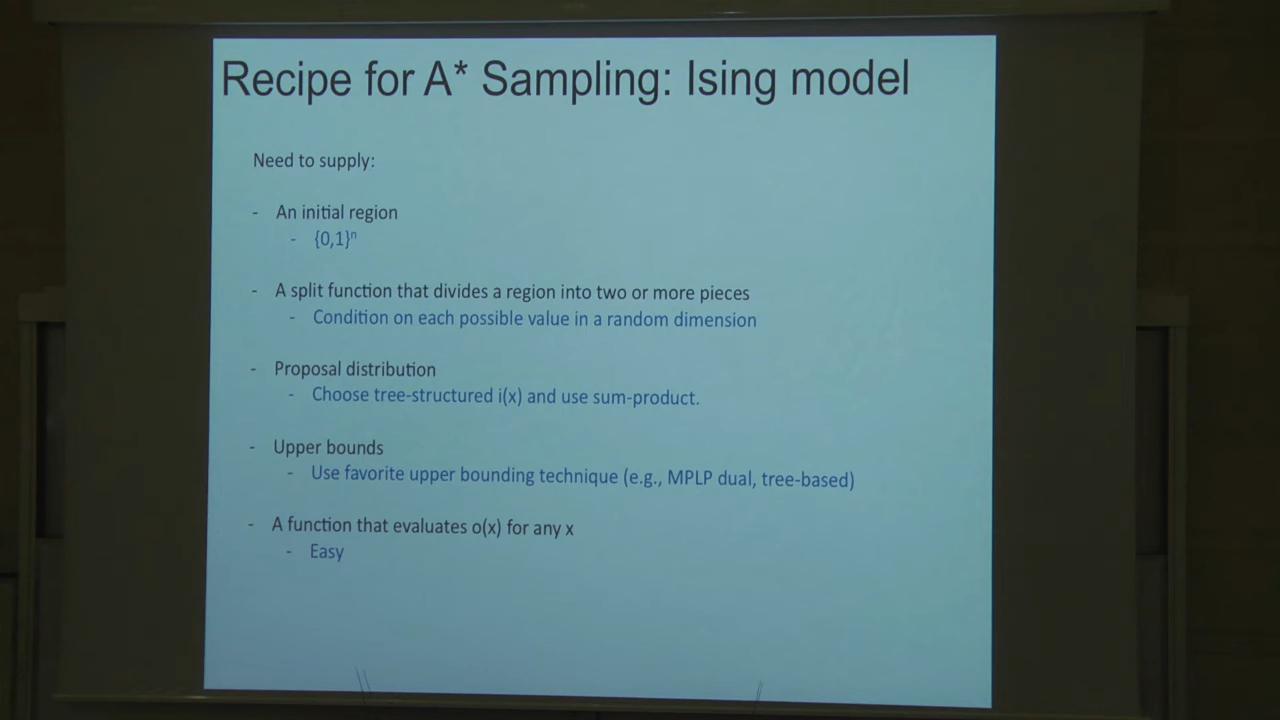 Recipe for A* Sampling: Ising model
Need to supply:
- An initial region
- {0,1}ⁿ
- A split function that divides a region into two or more pieces
- Condition on each possible value in a random dimension
- Proposal distribution
- Choose tree-structured i(x) and use sum-product.
- Upper bounds
- Use favorite upper bounding technique (e.g., MPLP dual, tree-based)
- A function that evaluates o(x) for any x
- Easy